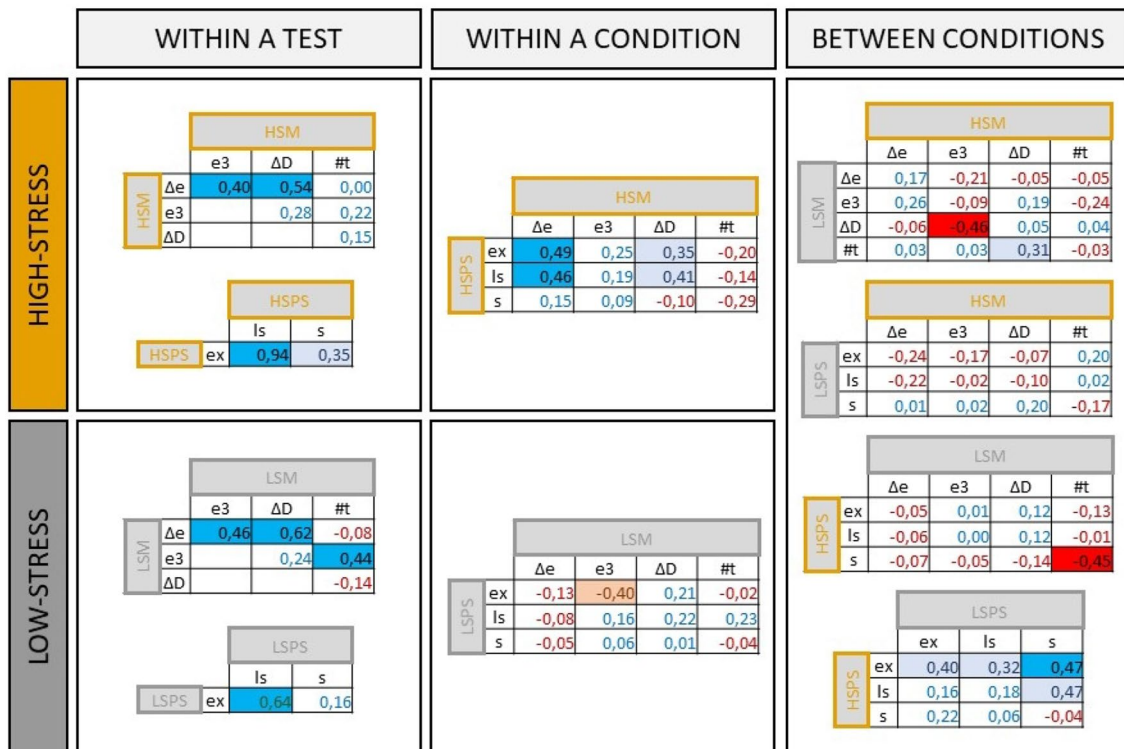 WITHIN A TEST
WITHIN A CONDITION
BETWEEN CONDITIONS
HIGH-STRESS
HSM
e3 ΔD #t
HSM
Δe 0,40 0,54 0,00
e3 0,28 0,22
ΔD 0,15
HSPS
ls s
HSPS ex 0,94 0,35
HSM
Δe e3 ΔD #t
HSPS
ex 0,49 0,25 0,35 -0,20
ls 0,46 0,19 0,41 -0,14
s 0,15 0,09 -0,10 -0,29
HSM
Δe e3 ΔD #t
LSM
Δe 0,17 -0,21 -0,05 -0,05
e3 0,26 -0,09 0,19 -0,24
ΔD -0,06 -0,46 0,05 0,04
#t 0,03 0,03 0,31 -0,03
HSM
Δe e3 ΔD #t
LSPS
ex -0,24 -0,17 -0,07 0,20
ls -0,22 -0,02 -0,10 0,02
s 0,01 0,02 0,20 -0,17
LOW-STRESS
LSM
e3 ΔD #t
LSM
Δe 0,46 0,62 -0,08
e3 0,24 0,44
ΔD -0,14
LSPS
ls s
LSPS ex 0,64 0,16
LSM
Δe e3 ΔD #t
LSPS
ex -0,13 -0,40 0,21 -0,02
ls -0,08 0,16 0,22 0,23
s -0,05 0,06 0,01 -0,04
LSM
Δe e3 ΔD #t
HSPS
ex -0,05 0,01 0,12 -0,13
ls -0,06 0,00 0,12 -0,01
s -0,07 -0,05 -0,14 -0,45
LSPS
ex ls s
HSPS
ex 0,40 0,32 0,47
ls 0,16 0,18 0,47
s 0,22 0,06 -0,04